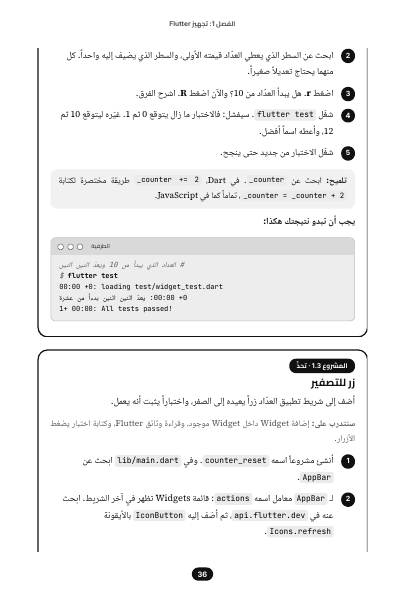 الفصل 1: تجهيز Flutter
2 ابحث عن السطر الذي يعطي العدّاد قيمته الأولى، والسطر الذي يضيف إليه واحداً. كل
منهما يحتاج تعديلاً صغيراً.
3 اضغط r. هل يبدأ العدّاد من 10؟ والآن اضغط R. اشرح الفرق.
4 شغّل flutter test. سيفشل: فالاختبار ما زال يتوقع 0 ثم 1. غيّره ليتوقع 10 ثم
12، وأعطه اسماً أفضل.
5 شغّل الاختبار من جديد حتى ينجح.
تلميح: ابحث عن _counter. في Dart، _counter += 2 طريقة مختصرة لكتابة
_counter = _counter + 2، تماماً كما في JavaScript.
يجب أن تبدو نتيجتك هكذا:
الطرفية
# العداد الذي يبدأ من 10 ويعدّ اثنين اثنين
$ flutter test
00:00 +0: loading test/widget_test.dart
00:00 +0: يعدّ اثنين اثنين بدءاً من عشرة
00:00 +1: All tests passed!
المشروع 1.3 · تحدٍّ
زر للتصفير
أضف إلى شريط تطبيق العدّاد زراً يعيده إلى الصفر، واختباراً يثبت أنه يعمل.
ستتدرب على: إضافة Widget داخل Widget موجود، وقراءة وثائق Flutter، وكتابة اختبار يضغط
الأزرار.
1 أنشئ مشروعاً اسمه counter_reset. وفي lib/main.dart ابحث عن
AppBar.
2 لـ AppBar معامل اسمه actions: قائمة Widgets تظهر في آخر الشريط. ابحث
عنه في api.flutter.dev، ثم أضف إليه IconButton بالأيقونة
Icons.refresh.
36